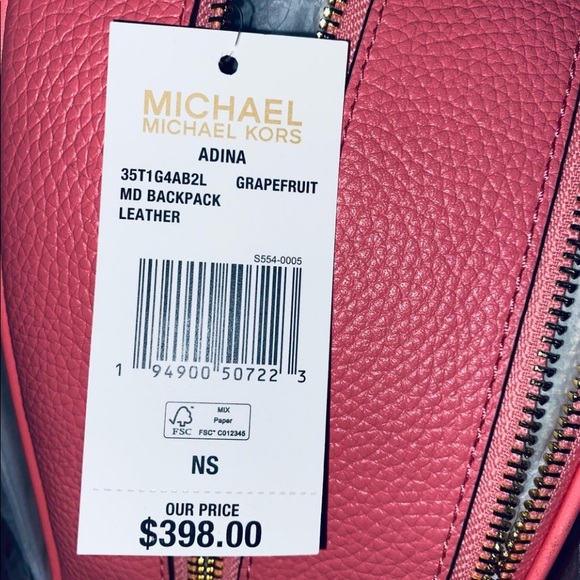 MICHAEL
MICHAEL KORS
ADINA
35T1G4AB2L GRAPEFRUIT
MD BACKPACK
LEATHER
S554-0005
1 94900 50722 3
MIX
Paper
FSC™ C012345
FSC
NS
OUR PRICE
$398.00